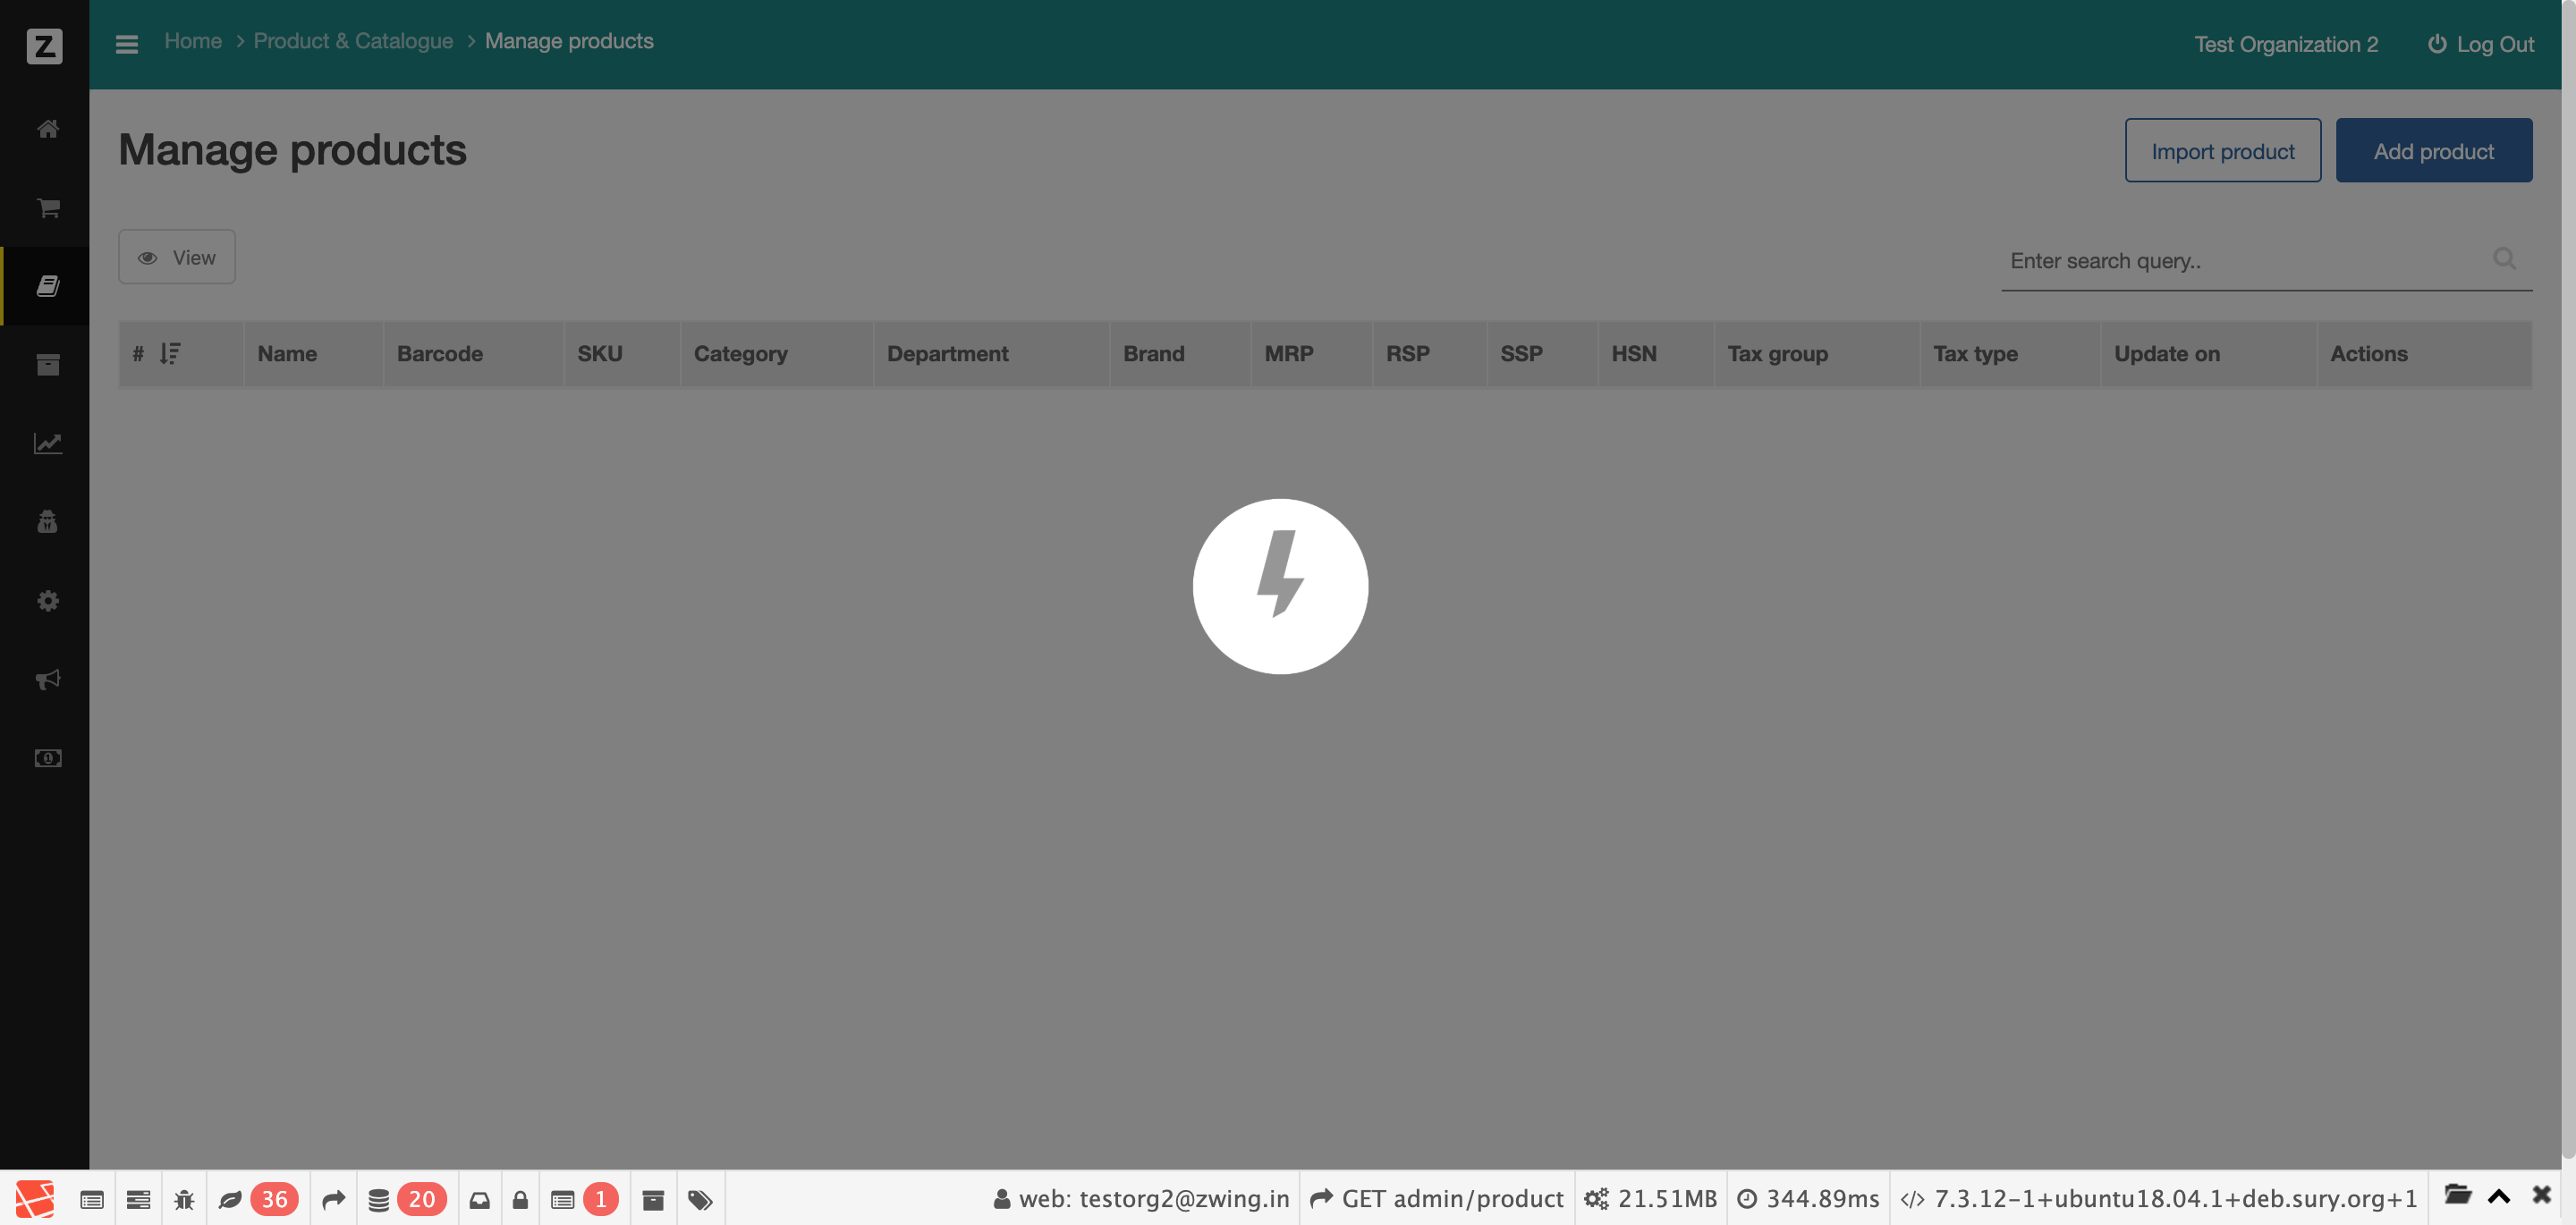 Z
Home > Product & Catalogue > Manage products
Test Organization 2
Log Out
Manage products
Import product
Add product
View
Enter search query..
# Name Barcode SKU Category Department Brand MRP RSP SSP HSN Tax group Tax type Update on Actions
36 20 1 web: testorg2@zwing.in GET admin/product 21.51MB 344.89ms </> 7.3.12-1+ubuntu18.04.1+deb.sury.org+1